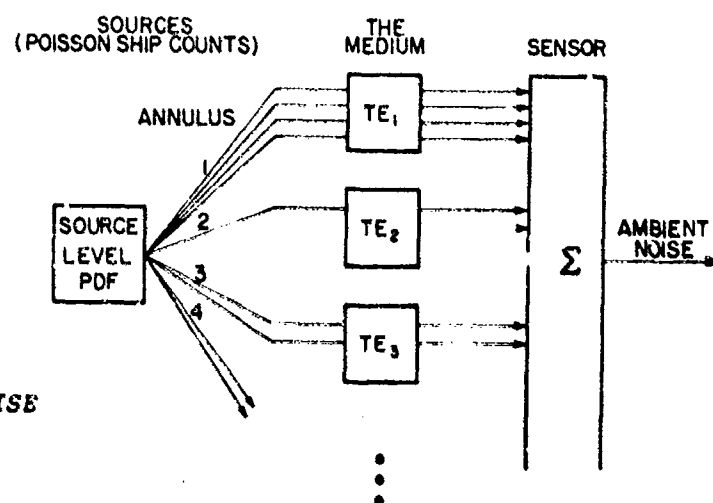 SOURCES
(POISSON SHIP COUNTS)
THE
MEDIUM
SENSOR
ANNULUS
1
2
3
4
SOURCE
LEVEL
PDF
TE₁
TE₂
TE₃
Σ
AMBIENT
NOISE